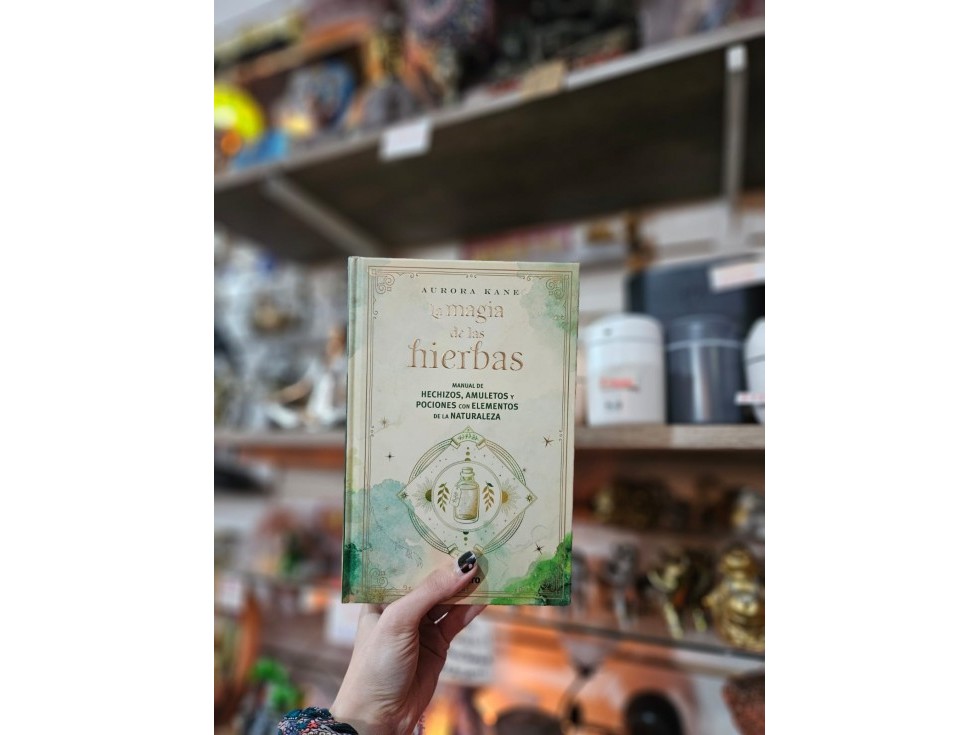 AURORA KANE
La magia
de las
hierbas
MANUAL DE
HECHIZOS, AMULETOS Y
POCIONES CON ELEMENTOS
DE LA NATURALEZA